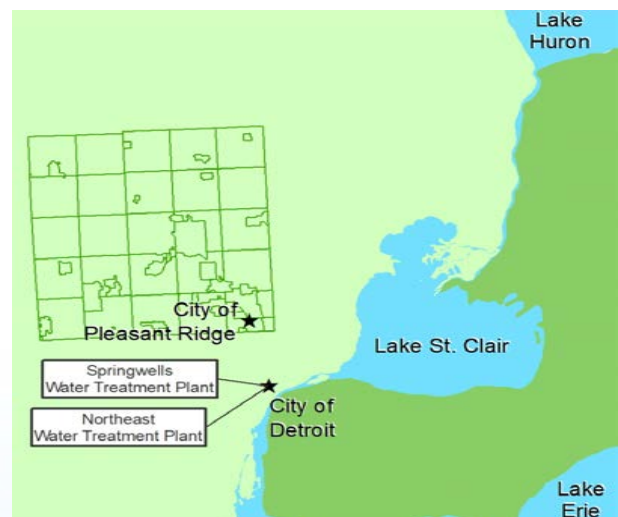 Lake
Huron
City of
Pleasant Ridge
Lake St. Clair
Springwells
Water Treatment Plant
Northeast
Water Treatment Plant
City of
Detroit
Lake
Erie